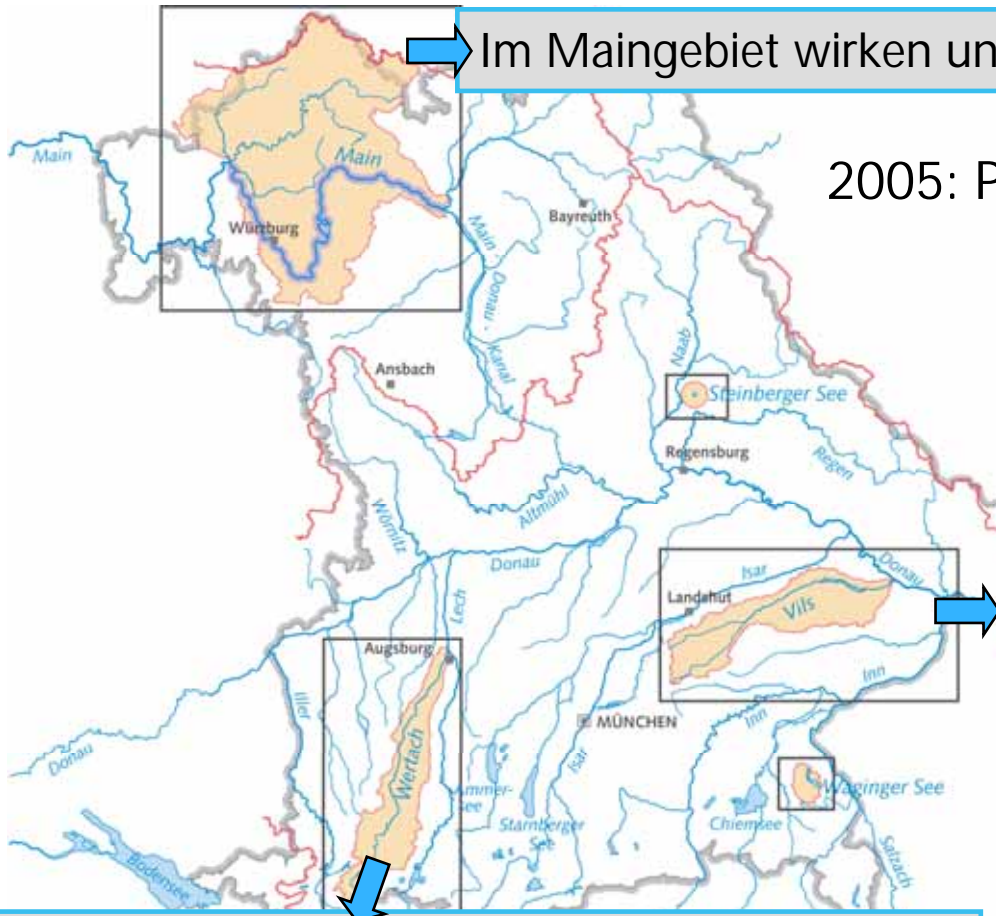 Im Maingebiet wirken un
2005: P
Main
Main
Würzburg
Bayreuth
Main - Donau - Kanal
Naab
Ansbach
Steinberger See
Regensburg
Regen
Altmühl
Wörnitz
Donau
Isar
Donau
Landshut
Vils
Lech
Augsburg
Inn
Iller
Inn
MÜNCHEN
Donau
Wertach
Isar
Waginger See
Ammer-
see
Starnberger
See
Chiemsee
Salzach
Bodensee